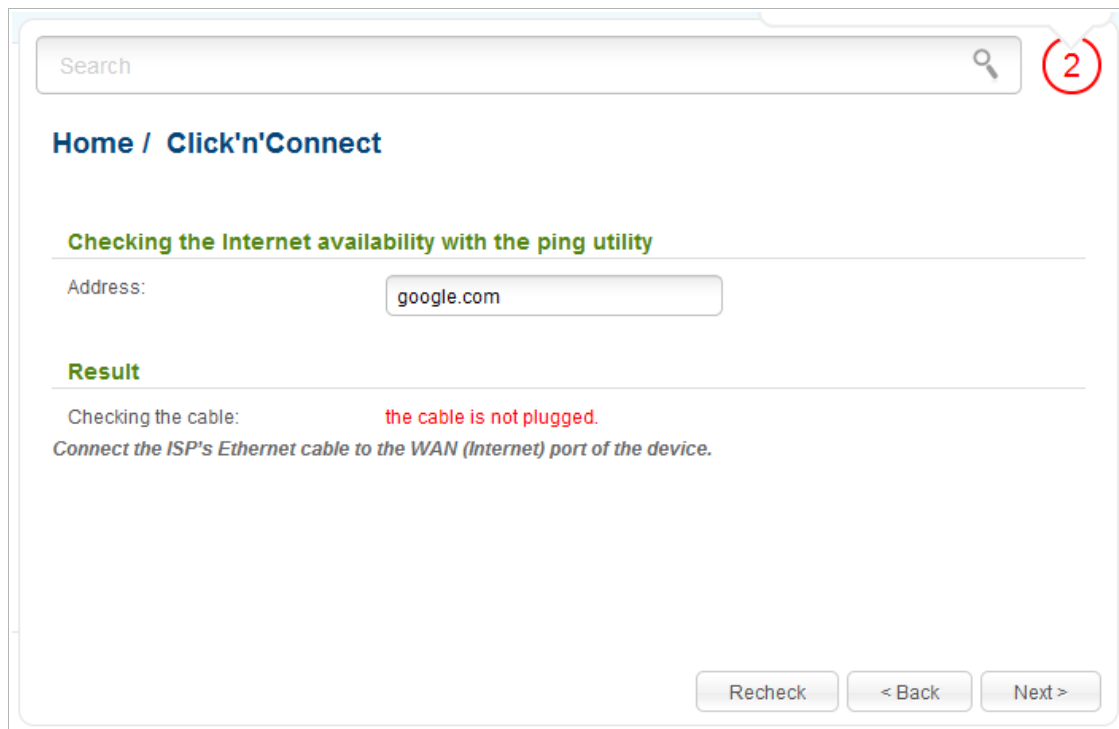 Search
2
Home / Click'n'Connect
Checking the Internet availability with the ping utility
Address:
google.com
Result
Checking the cable: the cable is not plugged.
Connect the ISP's Ethernet cable to the WAN (Internet) port of the device.
Recheck < Back Next >